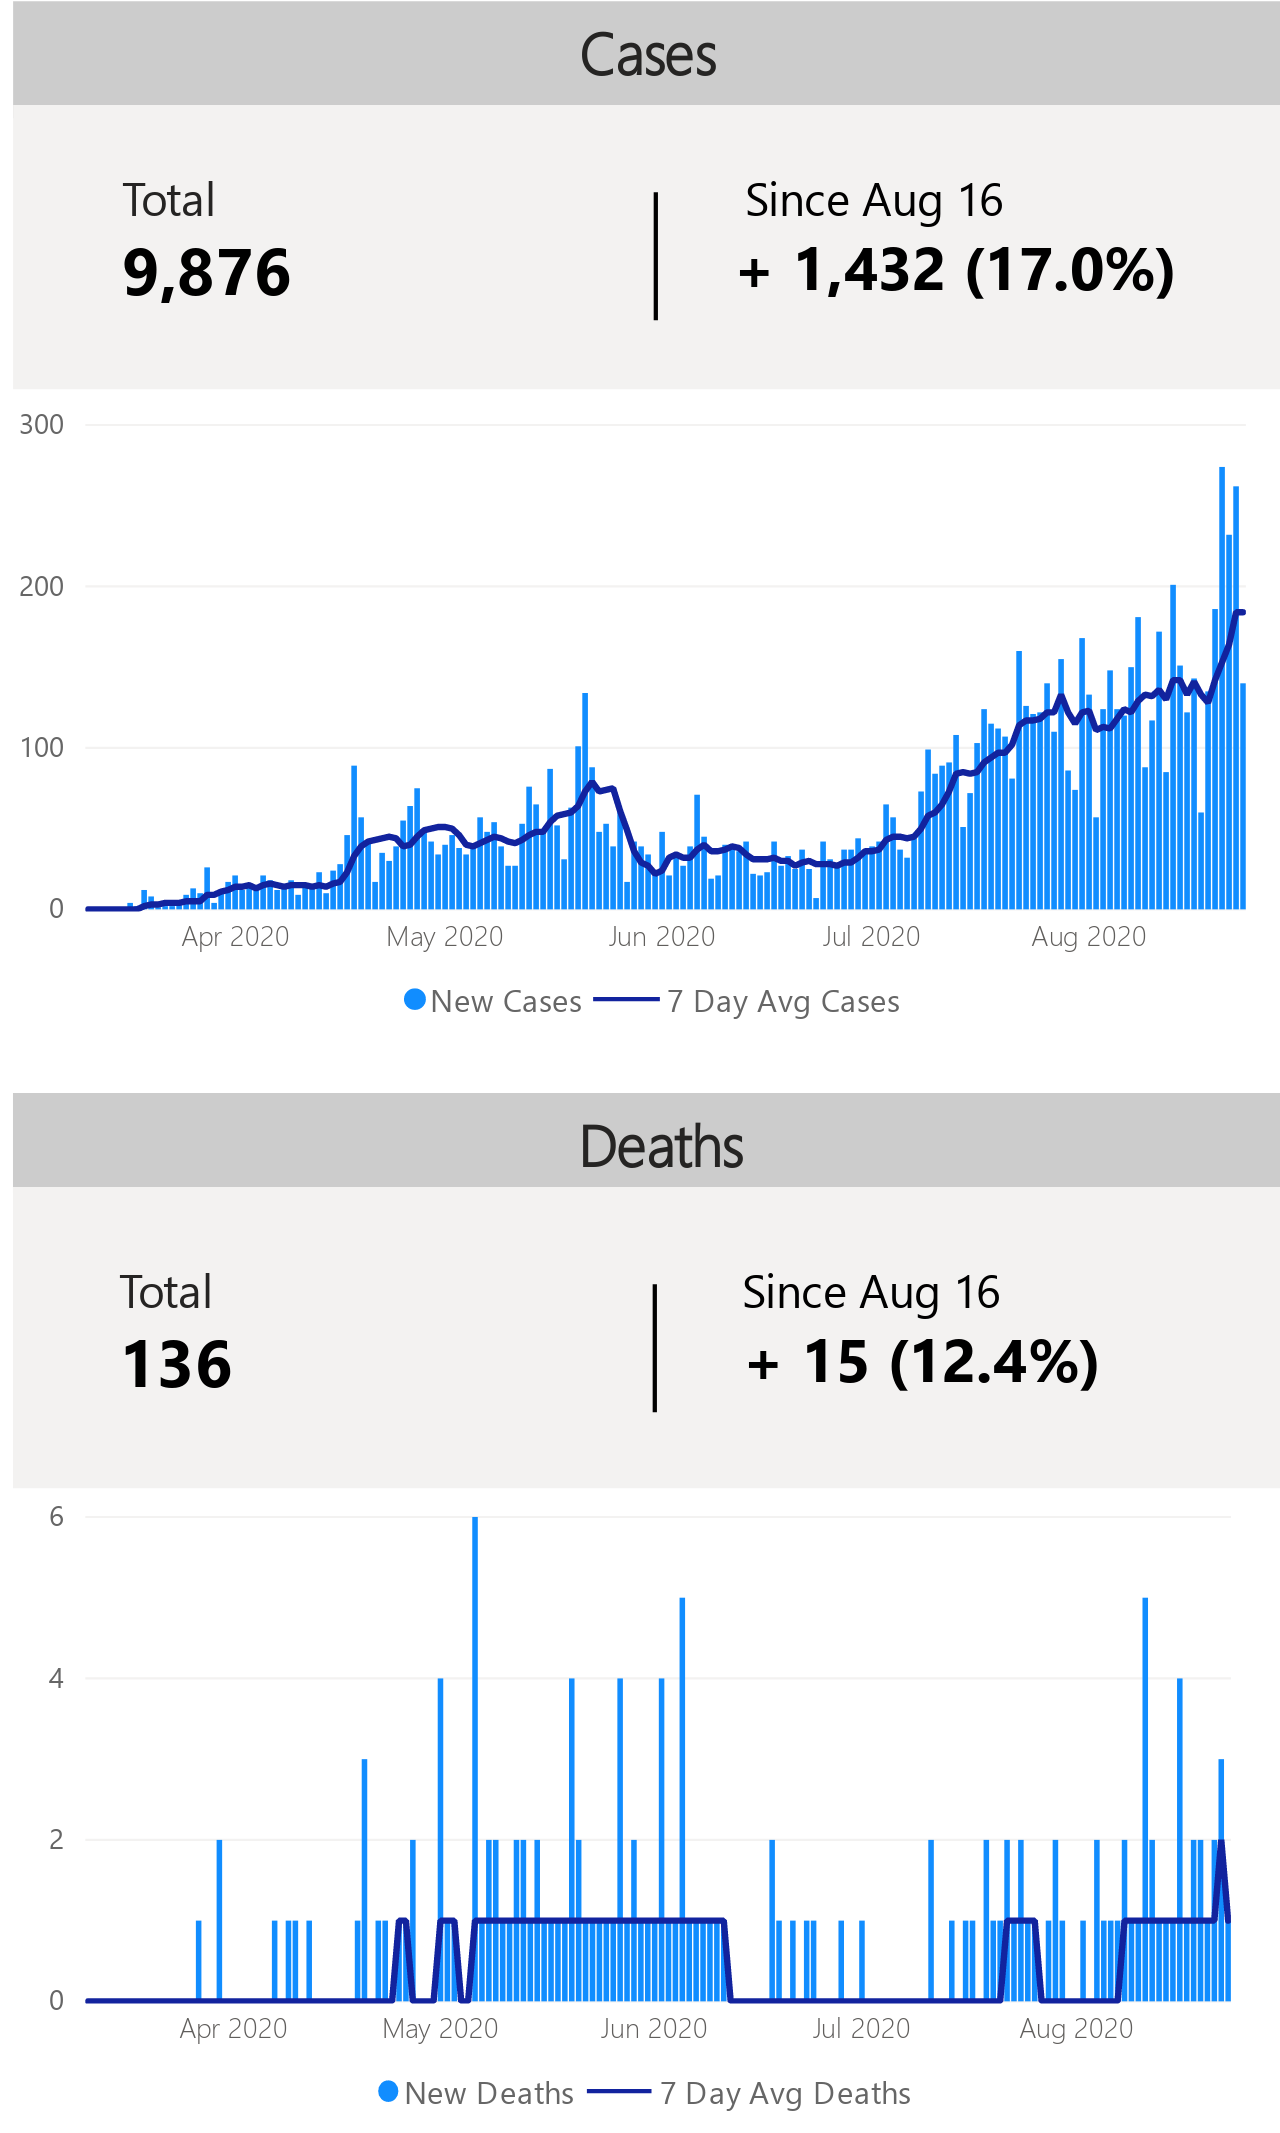 Cases
Total
Since Aug 16
9,876
+ 1,432 (17.0%)
300
200
100
0
Apr 2020 May 2020 Jun 2020 Jul 2020 Aug 2020
New Cases 7 Day Avg Cases
Deaths
Total
Since Aug 16
136
+ 15 (12.4%)
6
4
2
0
Apr 2020 May 2020 Jun 2020 Jul 2020 Aug 2020
New Deaths 7 Day Avg Deaths